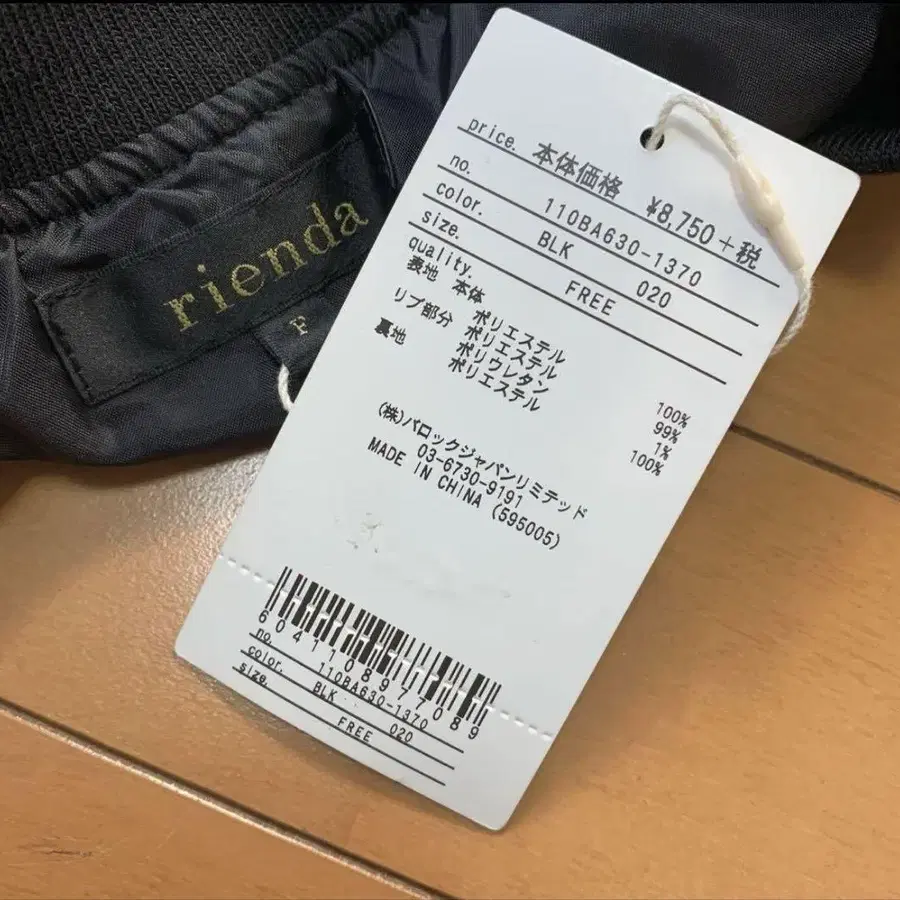 rienda
F
price. 本体価格 ¥8,750+税
no. 110BA630-1370
color. BLK 020
size. FREE
quality.
表地 本体 ポリエステル 100%
リブ部分 ポリエステル 99%
ポリウレタン 1%
裏地 ポリエステル 100%
(株)バロックジャパンリミテッド
03-6730-9191
MADE IN CHINA (595005)
6041108977089
no. 110BA630-1370
color. BLK 020
size. FREE